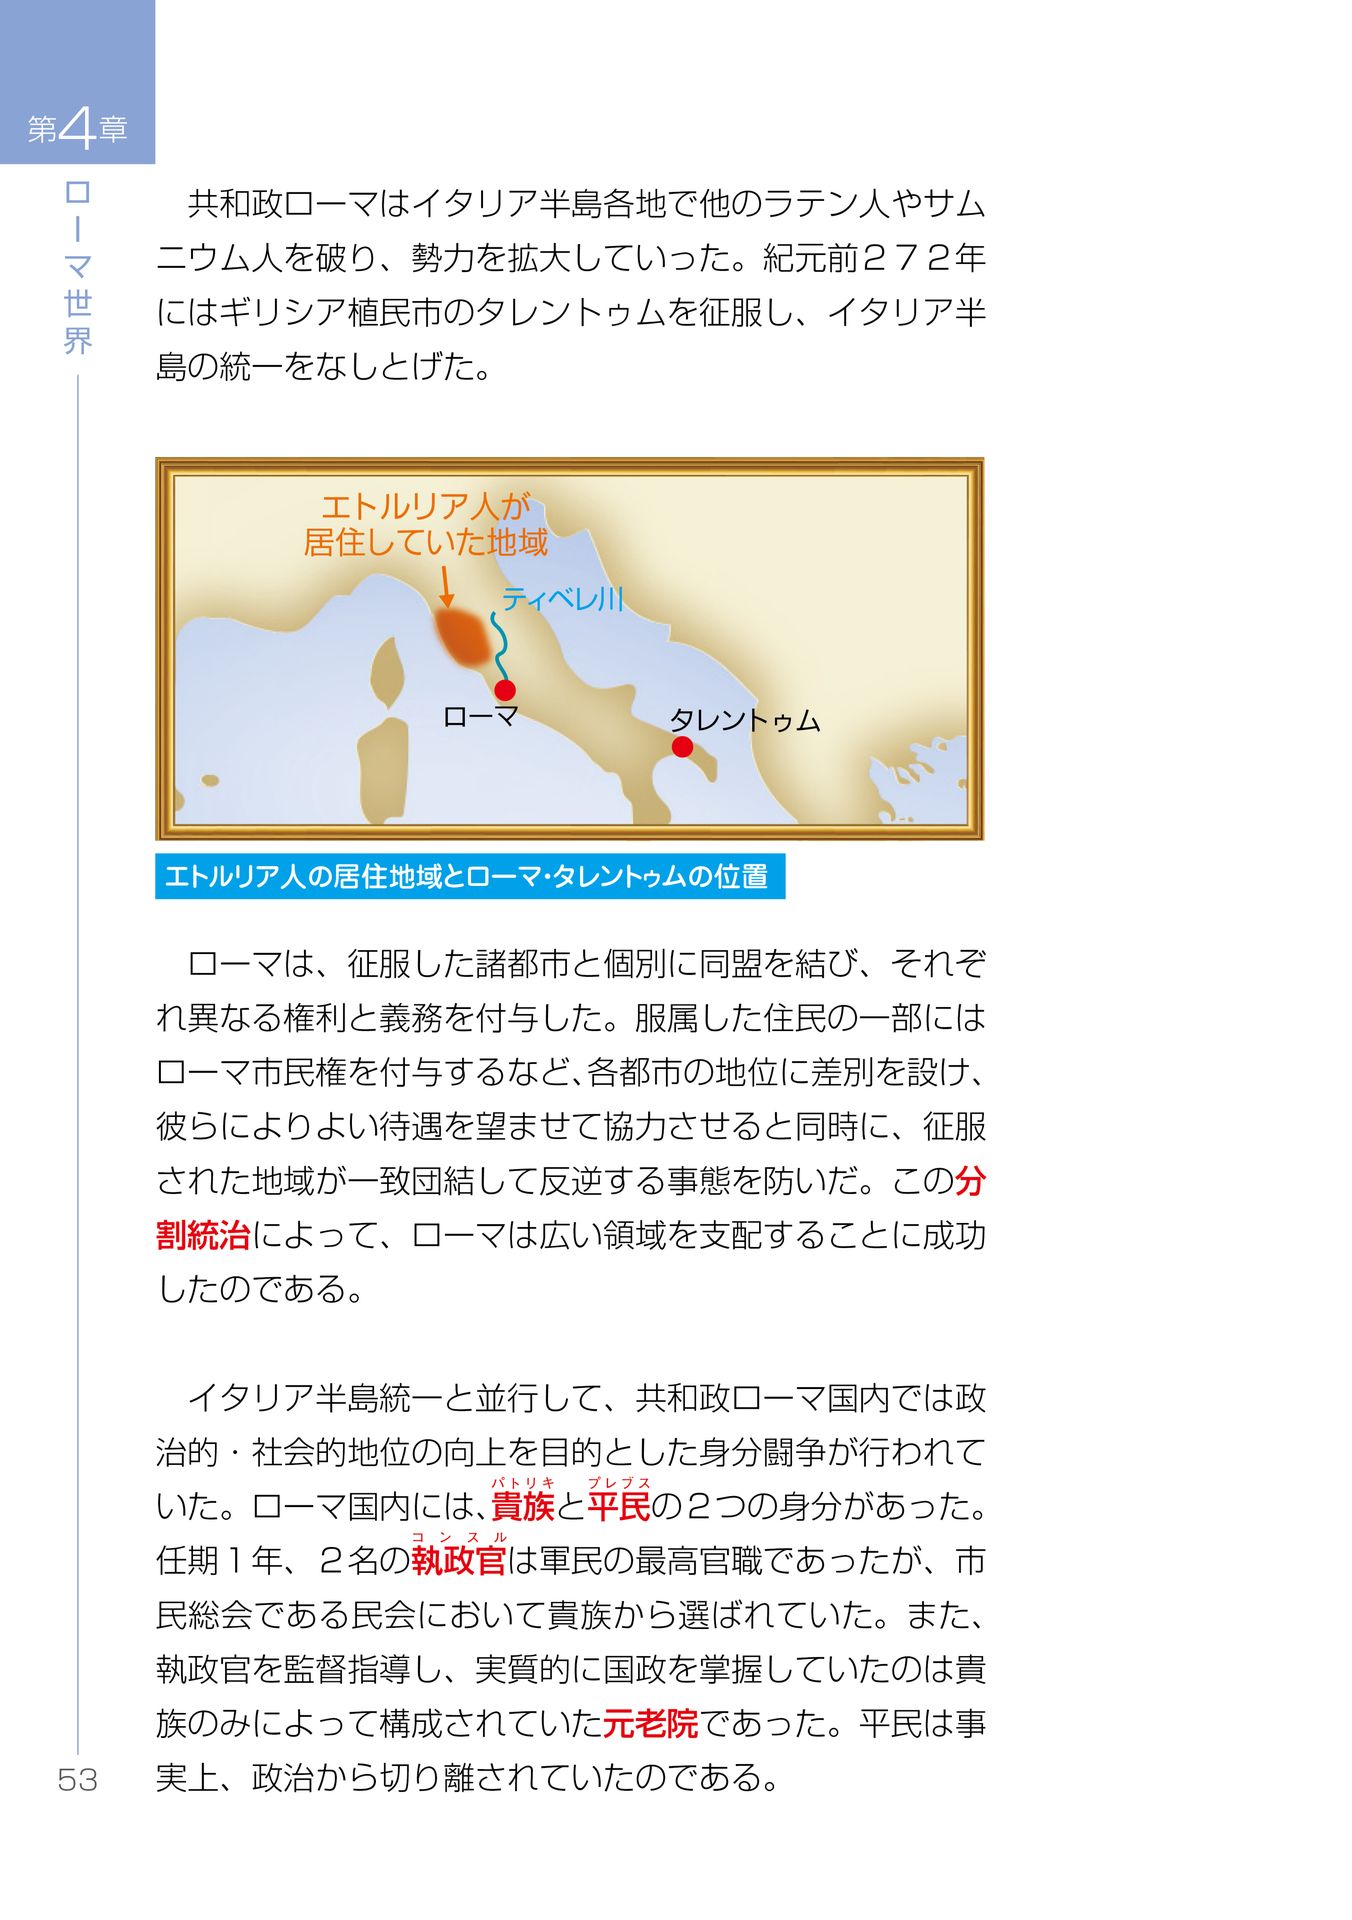 第4章
ローマ世界
共和政ローマはイタリア半島各地で他のラテン人やサム
ニウム人を破り、勢力を拡大していった。紀元前２７２年
にはギリシア植民市のタレントゥムを征服し、イタリア半
島の統一をなしとげた。
エトルリア人が
居住していた地域
ティベレ川
ローマ
タレントゥム
エトルリア人の居住地域とローマ・タレントゥムの位置
ローマは、征服した諸都市と個別に同盟を結び、それぞ
れ異なる権利と義務を付与した。服属した住民の一部には
ローマ市民権を付与するなど、各都市の地位に差別を設け、
彼らによりよい待遇を望ませて協力させると同時に、征服
された地域が一致団結して反逆する事態を防いだ。この分
割統治によって、ローマは広い領域を支配することに成功
したのである。
イタリア半島統一と並行して、共和政ローマ国内では政
治的・社会的地位の向上を目的とした身分闘争が行われて
パトリキ プレブス
いた。ローマ国内には、貴族と平民の２つの身分があった。
コンスル
任期１年、２名の執政官は軍民の最高官職であったが、市
民総会である民会において貴族から選ばれていた。また、
執政官を監督指導し、実質的に国政を掌握していたのは貴
族のみによって構成されていた元老院であった。平民は事
実上、政治から切り離されていたのである。
53